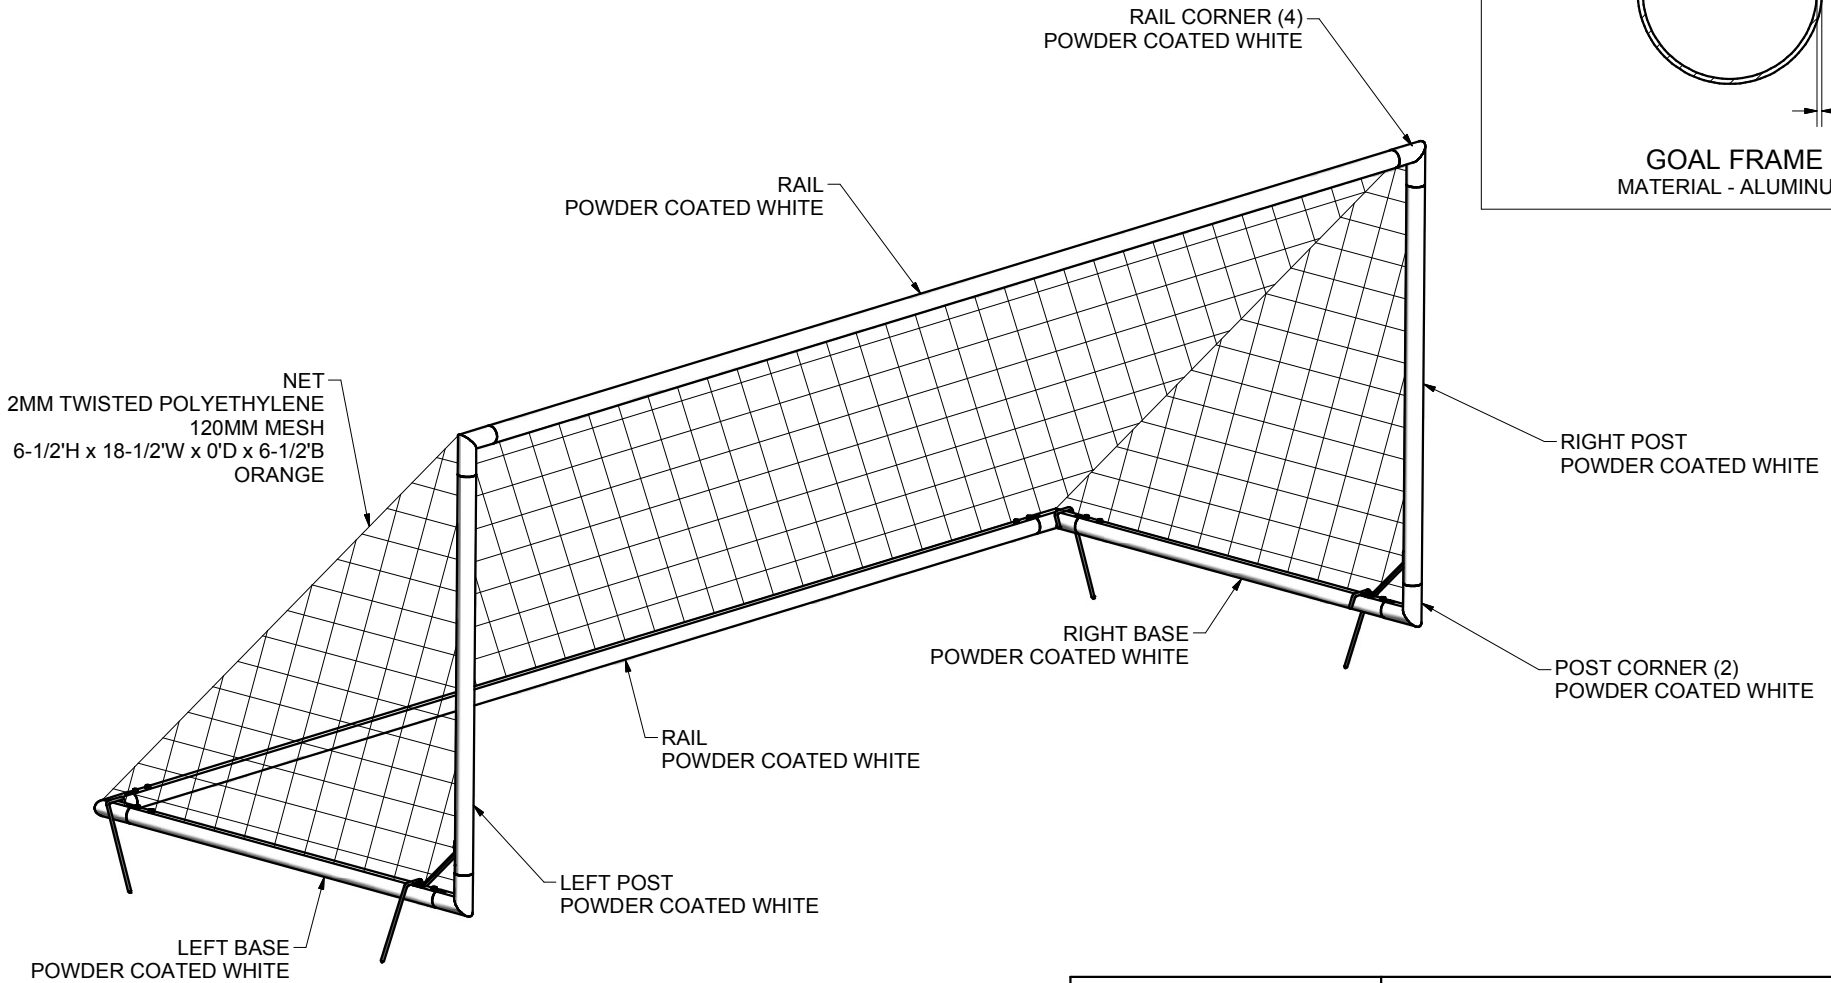 RAIL CORNER (4)
POWDER COATED WHITE
GOAL FRAME
MATERIAL - ALUMINU
RAIL
POWDER COATED WHITE
NET
2MM TWISTED POLYETHYLENE
120MM MESH
6-1/2'H x 18-1/2'W x 0'D x 6-1/2'B
ORANGE
RIGHT POST
POWDER COATED WHITE
RIGHT BASE
POWDER COATED WHITE
POST CORNER (2)
POWDER COATED WHITE
RAIL
POWDER COATED WHITE
LEFT POST
POWDER COATED WHITE
LEFT BASE
POWDER COATED WHITE